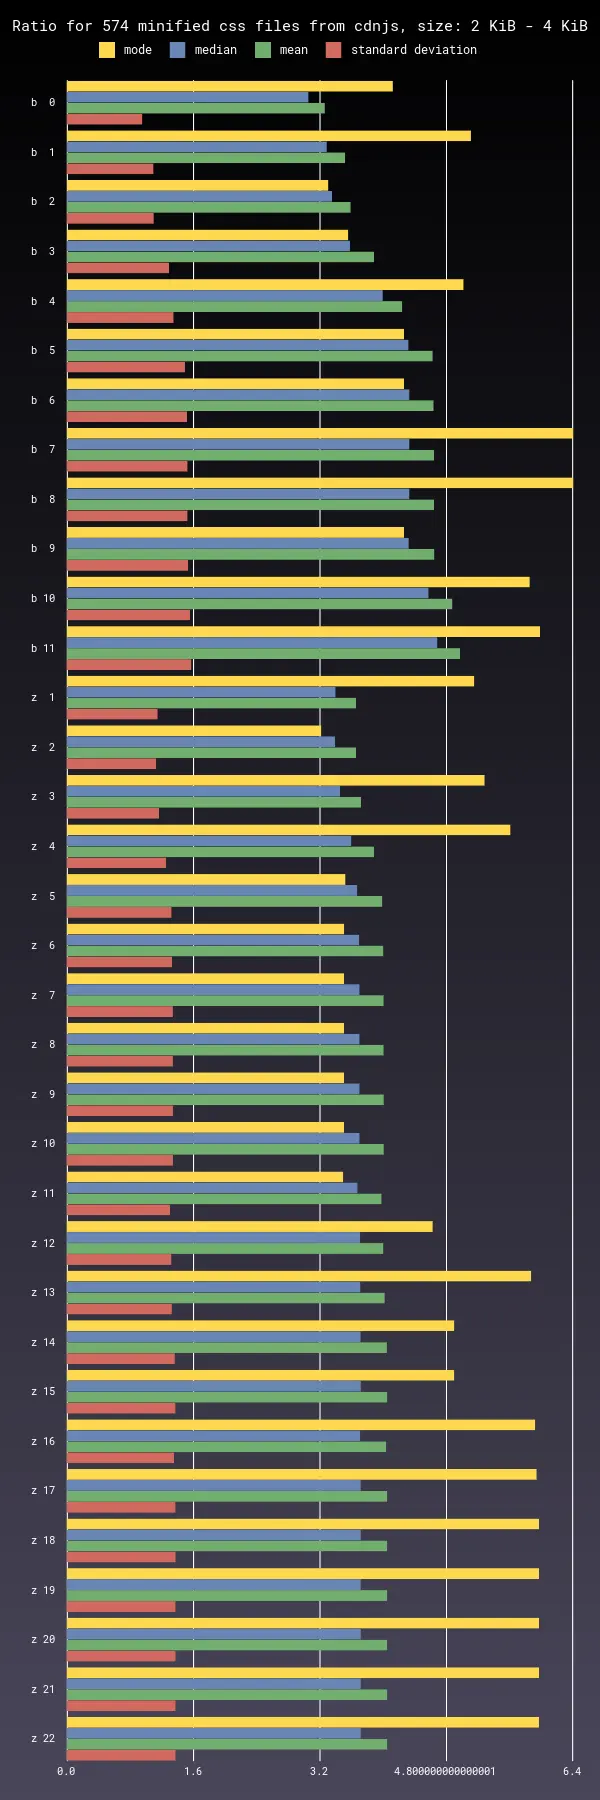 Ratio for 574 minified css files from cdnjs, size: 2 KiB - 4 KiB
mode median mean standard deviation
b 0
b 1
b 2
b 3
b 4
b 5
b 6
b 7
b 8
b 9
b 10
b 11
z 1
z 2
z 3
z 4
z 5
z 6
z 7
z 8
z 9
z 10
z 11
z 12
z 13
z 14
z 15
z 16
z 17
z 18
z 19
z 20
z 21
z 22
0.0 1.6 3.2 4.800000000000001 6.4